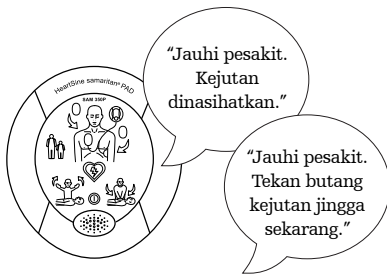 HeartSine samaritan® PAD
SAM 350P
“Jauhi pesakit.
Kejutan
dinasihatkan.”
“Jauhi pesakit.
Tekan butang
kejutan jingga
sekarang.”